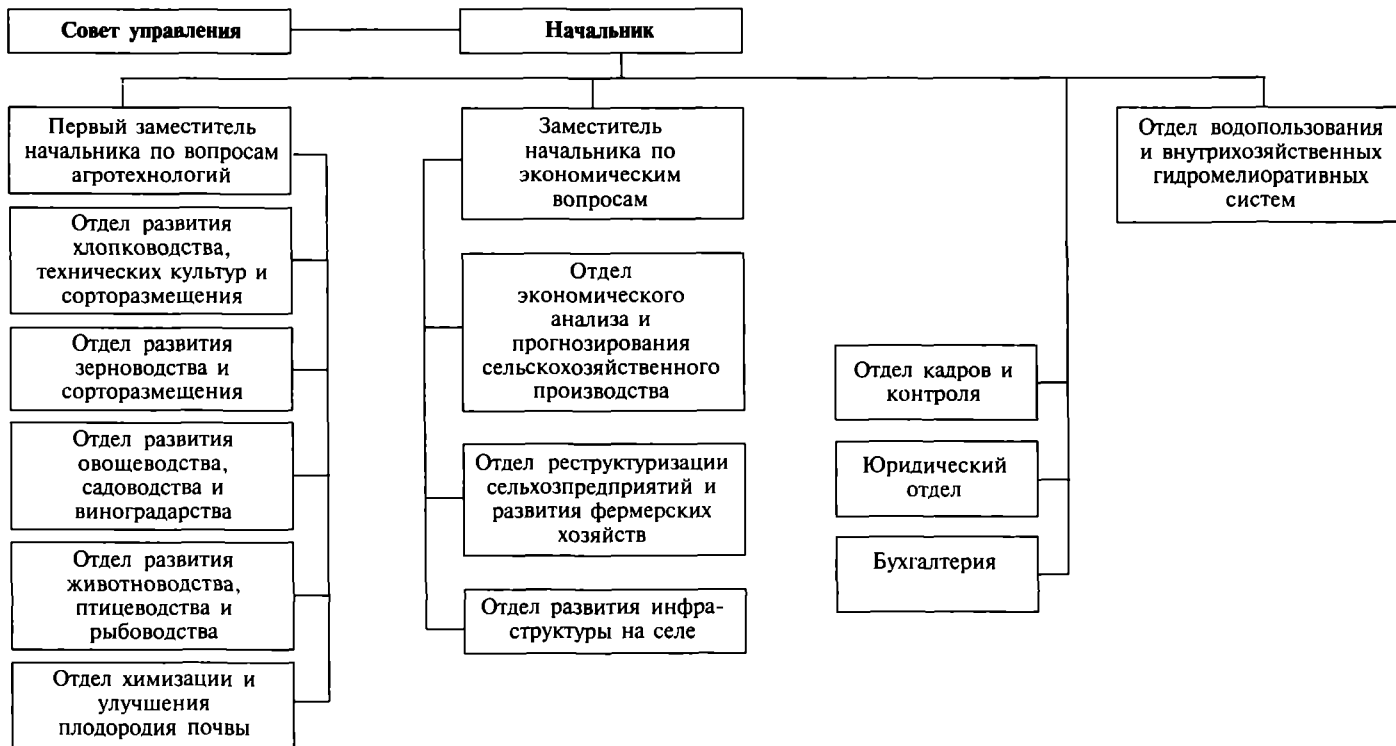 Совет управления
Начальник
Первый заместитель
начальника по вопросам
агротехнологий
Отдел развития
хлопководства,
технических культур и
сорторазмещения
Отдел развития
зерноводства и
сорторазмещения
Отдел развития
овощеводства,
садоводства и
виноградарства
Отдел развития
животноводства,
птицеводства и
рыбоводства
Отдел химизации и
улучшения
плодородия почвы
Заместитель
начальника по
экономическим
вопросам
Отдел
экономического
анализа и
прогнозирования
сельскохозяйственного
производства
Отдел реструктуризации
сельхозпредприятий и
развития фермерских
хозяйств
Отдел развития инфра-
структуры на селе
Отдел кадров и
контроля
Юридический
отдел
Бухгалтерия
Отдел водопользования
и внутрихозяйственных
гидромелиоративных
систем